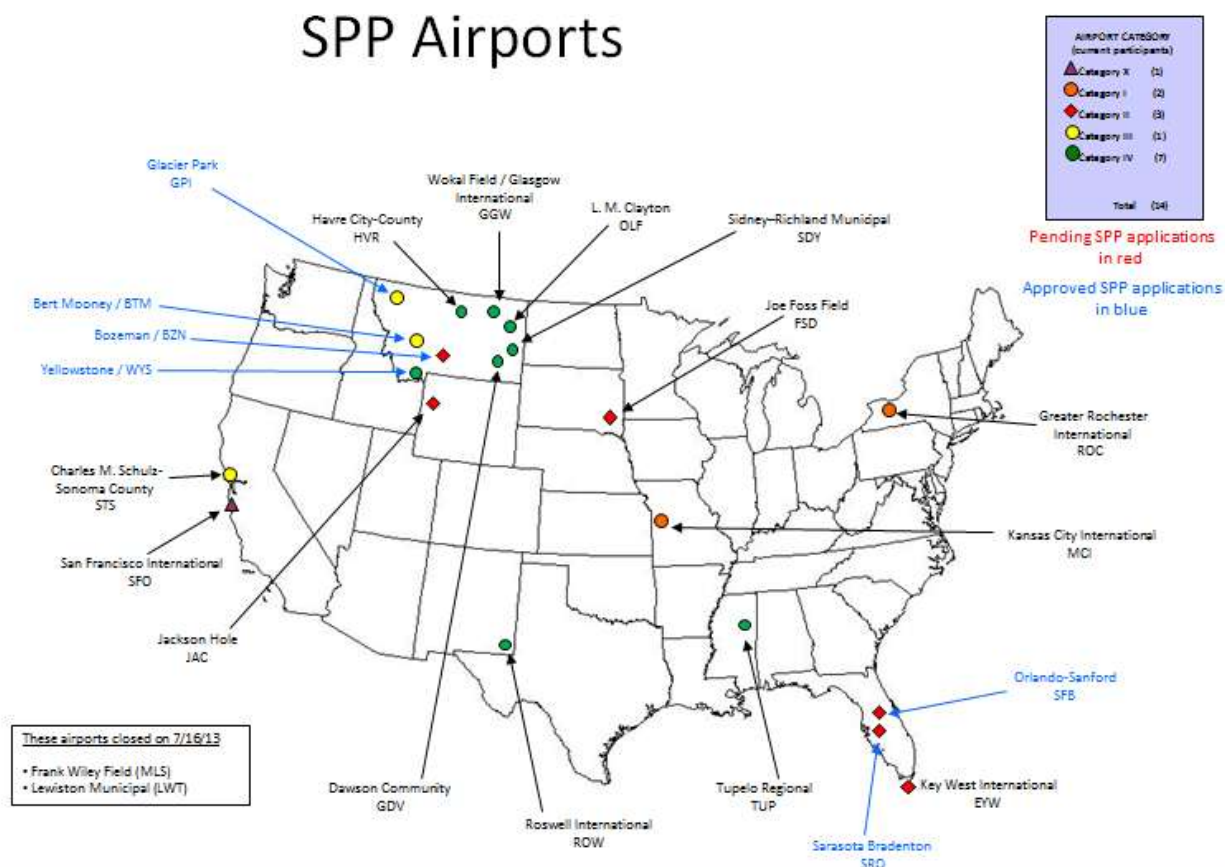 SPP Airports
AIRPORT CATEGORY
(current participants)
Category X (1)
Category I (2)
Category II (3)
Category III (1)
Category IV (7)
Total (14)
Pending SPP applications
in red
Approved SPP applications
in blue
Glacier Park
GPI
Wokal Field / Glasgow
International
GGW
Havre City-County
HVR
L. M. Clayton
OLF
Sidney–Richland Municipal
SDY
Bert Mooney / BTM
Bozeman / BZN
Yellowstone / WYS
Joe Foss Field
FSD
Greater Rochester
International
ROC
Charles M. Schulz-
Sonoma County
STS
San Francisco International
SFO
Kansas City International
MCI
Jackson Hole
JAC
Orlando-Sanford
SFB
These airports closed on 7/16/13
• Frank Wiley Field (MLS)
• Lewiston Municipal (LWT)
Dawson Community
GDV
Roswell International
ROW
Tupelo Regional
TUP
Key West International
EYW
Sarasota Bradenton
SRQ